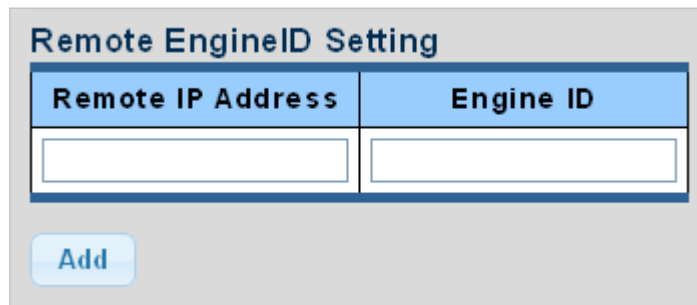 Remote EngineID Setting
Remote IP Address Engine ID
Add